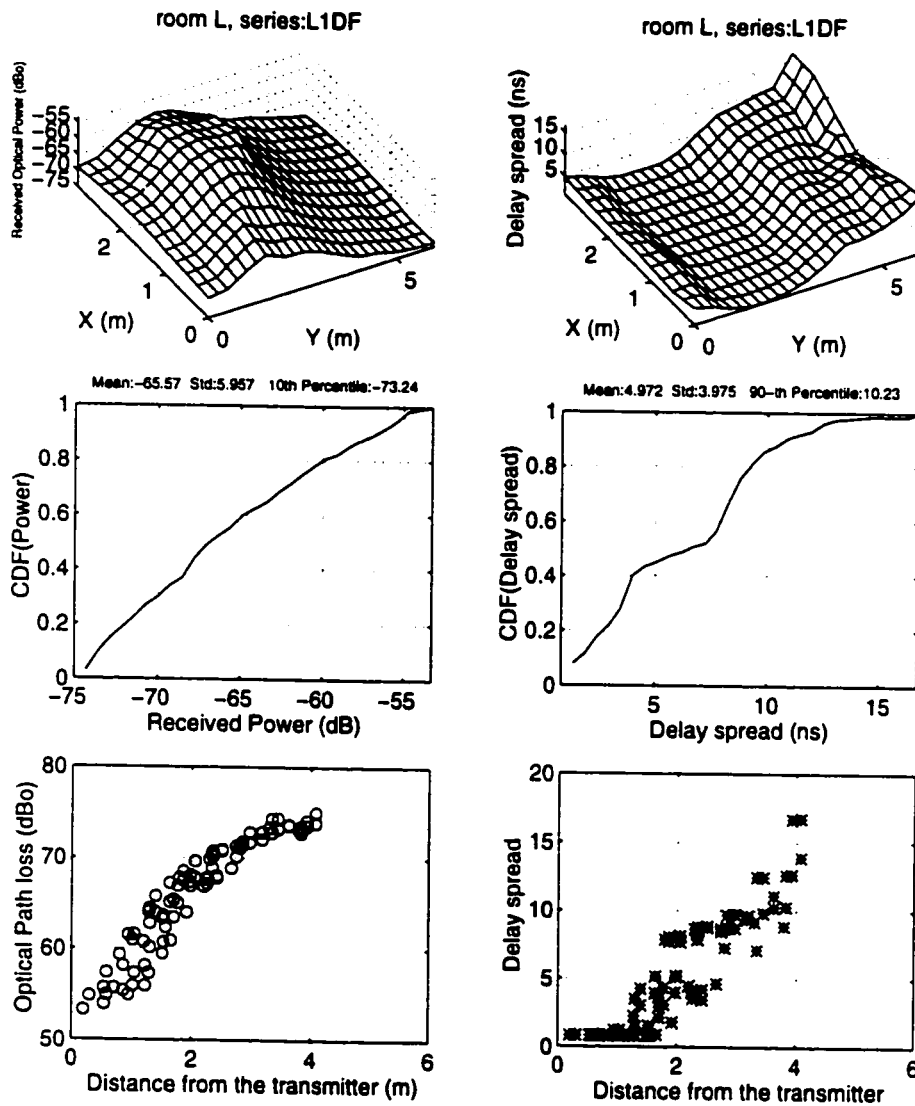 room L, series:L1DF
Received Optical Power (dBo)
-55
-60
-65
-70
-75
2
1
0
X (m)
0
5
Y (m)
room L, series:L1DF
Delay spread (ns)
15
10
5
2
1
0
X (m)
0
5
Y (m)
Mean:-65.57 Std:5.957 10th Percentile:-73.24
CDF(Power)
1
0.8
0.6
0.4
0.2
0
-75 -70 -65 -60 -55
Received Power (dB)
Mean:4.972 Std:3.975 90-th Percentile:10.23
CDF(Delay spread)
1
0.8
0.6
0.4
0.2
0
5 10 15
Delay spread (ns)
Optical Path loss (dBo)
80
70
60
50
0 2 4 6
Distance from the transmitter (m)
Delay spread
20
15
10
5
0
0 2 4 6
Distance from the transmitter